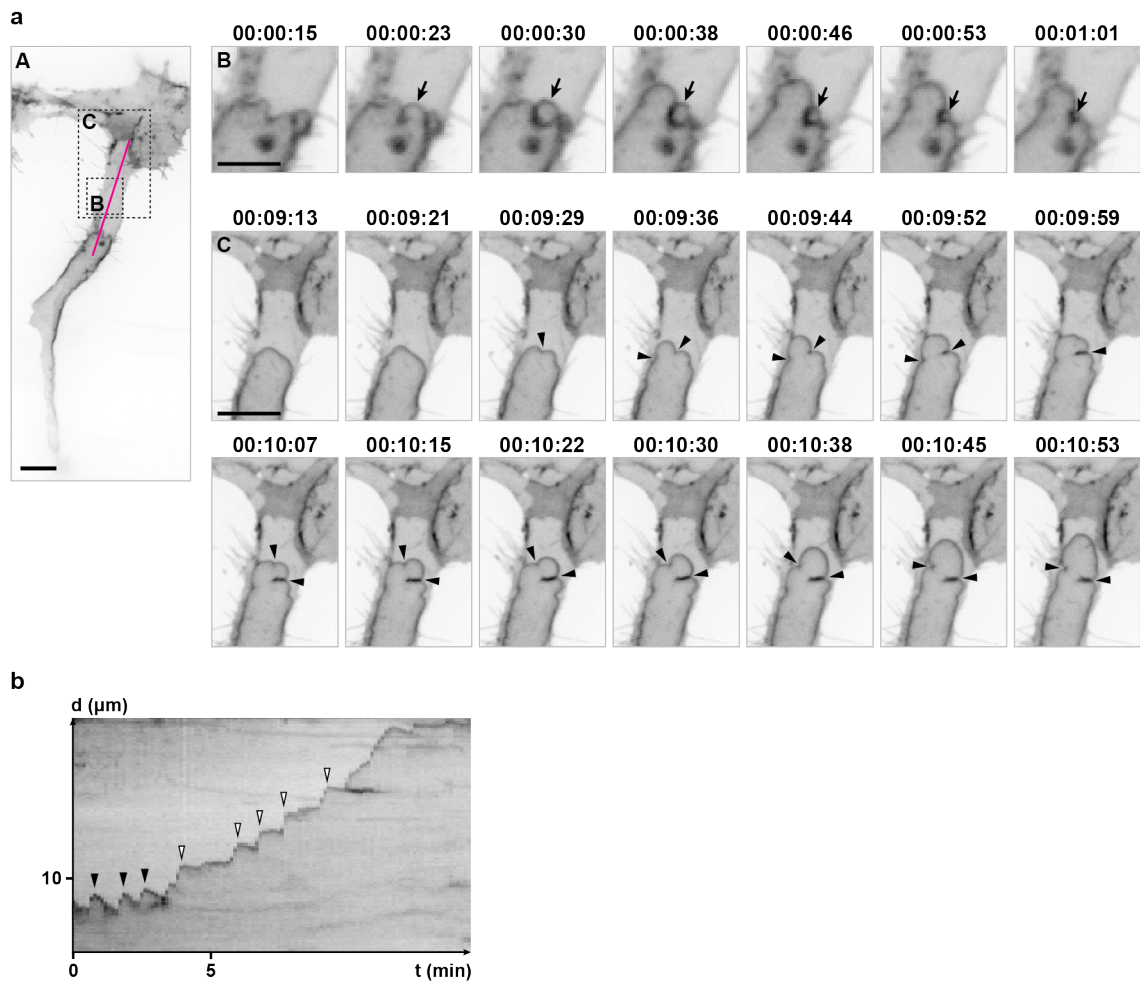 a
A
C
B
00:00:15 00:00:23 00:00:30 00:00:38 00:00:46 00:00:53 00:01:01
B
00:09:13 00:09:21 00:09:29 00:09:36 00:09:44 00:09:52 00:09:59
C
00:10:07 00:10:15 00:10:22 00:10:30 00:10:38 00:10:45 00:10:53
b
d (µm)
10
0 5 t (min)